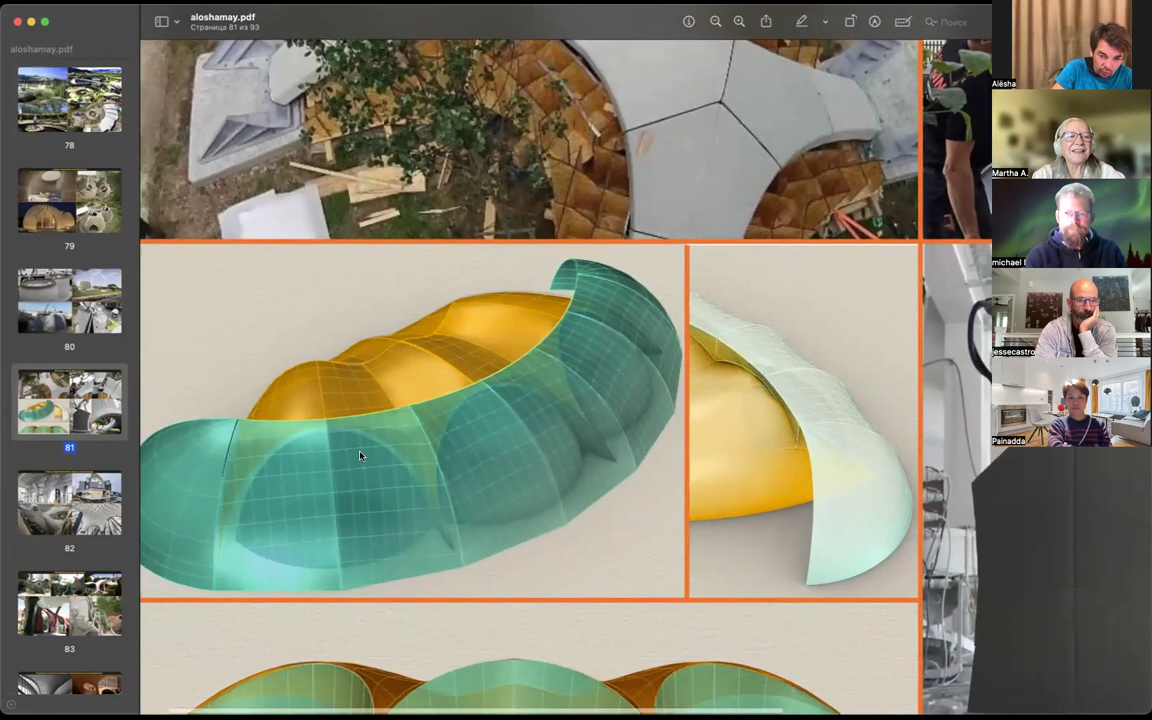 aloshamay.pdf
Страница 81 из 93
Поиск
aloshamay.pdf
78
79
80
81
82
83
Alësha
Martha A.
michael
jessecastro
Painadda